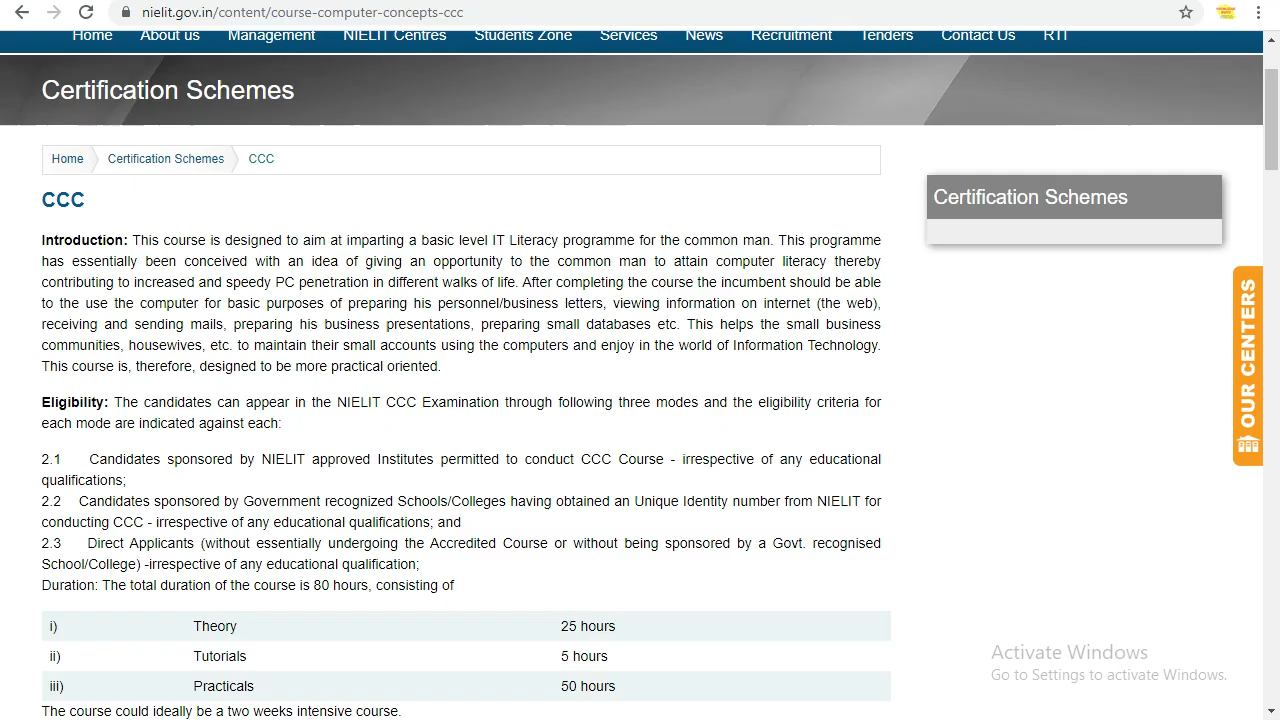 nielit.gov.in/content/course-computer-concepts-ccc
Home About us Management NIELIT Centres Students Zone Services News Recruitment Tenders Contact Us RTI
Certification Schemes
Home Certification Schemes CCC
Certification Schemes
CCC
Introduction: This course is designed to aim at imparting a basic level IT Literacy programme for the common man. This programme
has essentially been conceived with an idea of giving an opportunity to the common man to attain computer literacy thereby
contributing to increased and speedy PC penetration in different walks of life. After completing the course the incumbent should be able
to the use the computer for basic purposes of preparing his personnel/business letters, viewing information on internet (the web),
receiving and sending mails, preparing his business presentations, preparing small databases etc. This helps the small business
communities, housewives, etc. to maintain their small accounts using the computers and enjoy in the world of Information Technology.
This course is, therefore, designed to be more practical oriented.
Eligibility: The candidates can appear in the NIELIT CCC Examination through following three modes and the eligibility criteria for
each mode are indicated against each:
2.1 Candidates sponsored by NIELIT approved Institutes permitted to conduct CCC Course - irrespective of any educational
qualifications;
2.2 Candidates sponsored by Government recognized Schools/Colleges having obtained an Unique Identity number from NIELIT for
conducting CCC - irrespective of any educational qualifications; and
2.3 Direct Applicants (without essentially undergoing the Accredited Course or without being sponsored by a Govt. recognised
School/College) -irrespective of any educational qualification;
Duration: The total duration of the course is 80 hours, consisting of
i) Theory 25 hours
ii) Tutorials 5 hours
iii) Practicals 50 hours
The course could ideally be a two weeks intensive course.
OUR CENTERS
Activate Windows
Go to Settings to activate Windows.